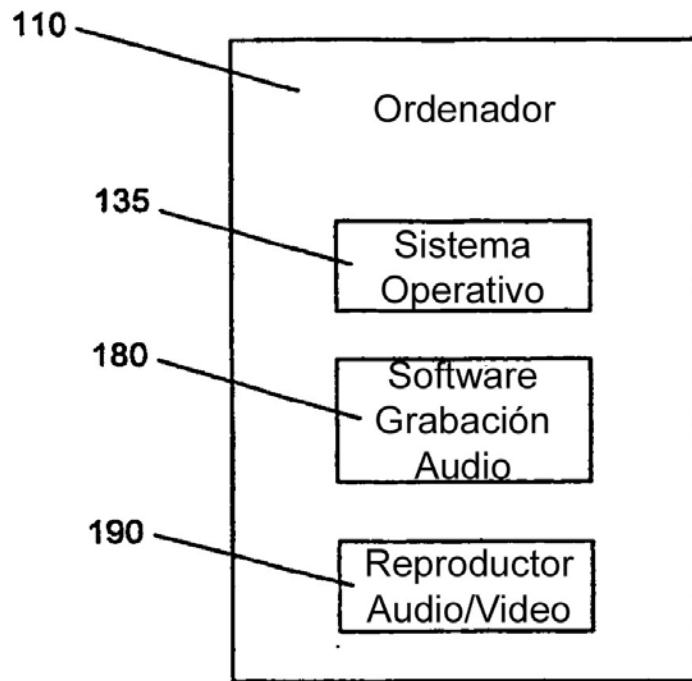 110
Ordenador
135
Sistema
Operativo
180
Software
Grabación
Audio
190
Reproductor
Audio/Video